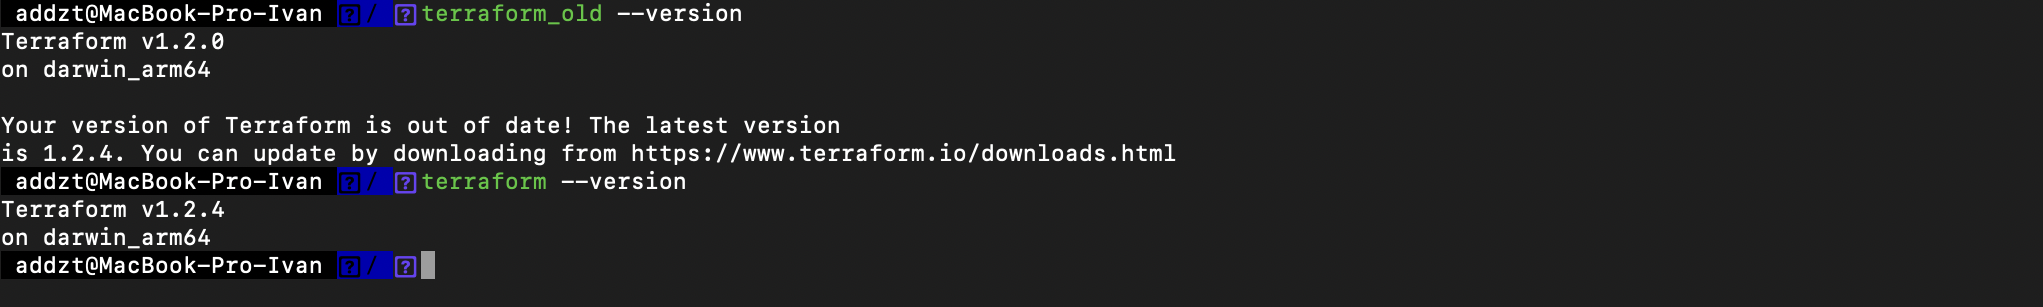 addzt@MacBook-Pro-Ivan ? / ? terraform_old --version
Terraform v1.2.0
on darwin_arm64
Your version of Terraform is out of date! The latest version
is 1.2.4. You can update by downloading from https://www.terraform.io/downloads.html
addzt@MacBook-Pro-Ivan ? / ? terraform --version
Terraform v1.2.4
on darwin_arm64
addzt@MacBook-Pro-Ivan ? / ?